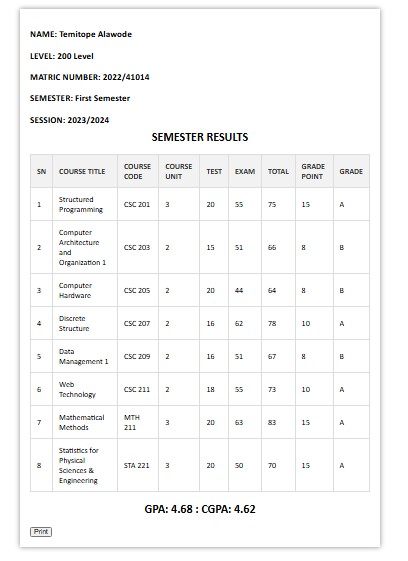 NAME: Temitope Alawode
LEVEL: 200 Level
MATRIC NUMBER: 2022/41014
SEMESTER: First Semester
SESSION: 2023/2024
SEMESTER RESULTS
SN COURSE TITLE COURSE CODE COURSE UNIT TEST EXAM TOTAL GRADE POINT GRADE
1 Structured Programming CSC 201 3 20 55 75 15 A
2 Computer Architecture and Organization 1 CSC 203 2 15 51 66 8 B
3 Computer Hardware CSC 205 2 20 44 64 8 B
4 Discrete Structure CSC 207 2 16 62 78 10 A
5 Data Management 1 CSC 209 2 16 51 67 8 B
6 Web Technology CSC 211 2 18 55 73 10 A
7 Mathematical Methods MTH 211 3 20 63 83 15 A
8 Statistics for Physical Sciences & Engineering STA 221 3 20 50 70 15 A
GPA: 4.68 : CGPA: 4.62
Print